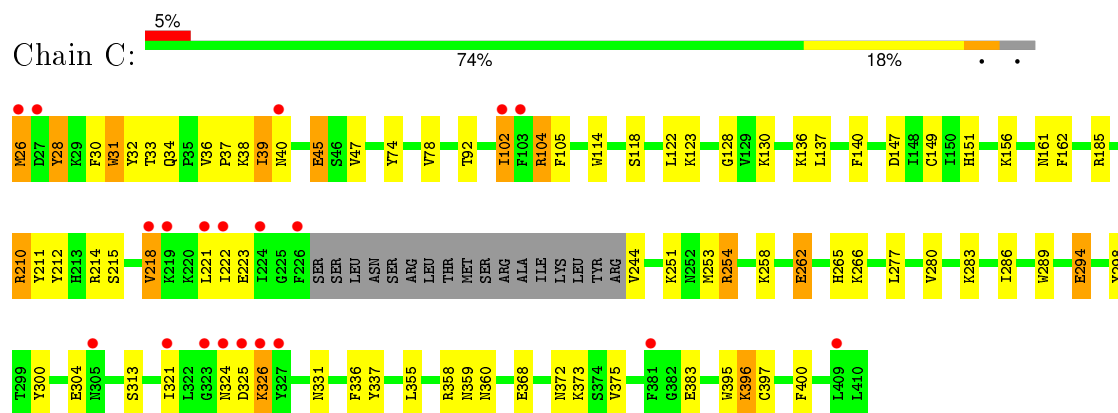 5%
Chain C:
74% 18% • •
M26 D27 Y28 K29 F30 W31 Y32 T33 Q34 P35 V36 P37 K38 I39 N40 E45 S46 V47 Y74 V78 T92 I102 F103 R104 F105 W114 S118 L122 K123 G128 V129 K130 K136 L137 F140 D147 I148 C149 I150 H151 K156 N161 F162 R185
R210 Y211 Y212 H213 R214 S215 V218 K219 K220 L221 I222 E223 I224 G225 F226 SER SER LEU ASN SER ARG LEU THR MET SER ARG ALA ILE LYS LEU TYR ARG V244 K251 N252 M253 R254 K258 E262 H265 K266 L277 V280 K283 I286 W289 E294 Y298
T299 Y300 E304 N305 S313 I321 L322 G323 N324 D325 K326 Y327 N331 F336 Y337 L355 R358 N359 N360 E368 N372 K373 S374 V375 F381 G382 E383 W395 K396 C397 F400 L409 L410